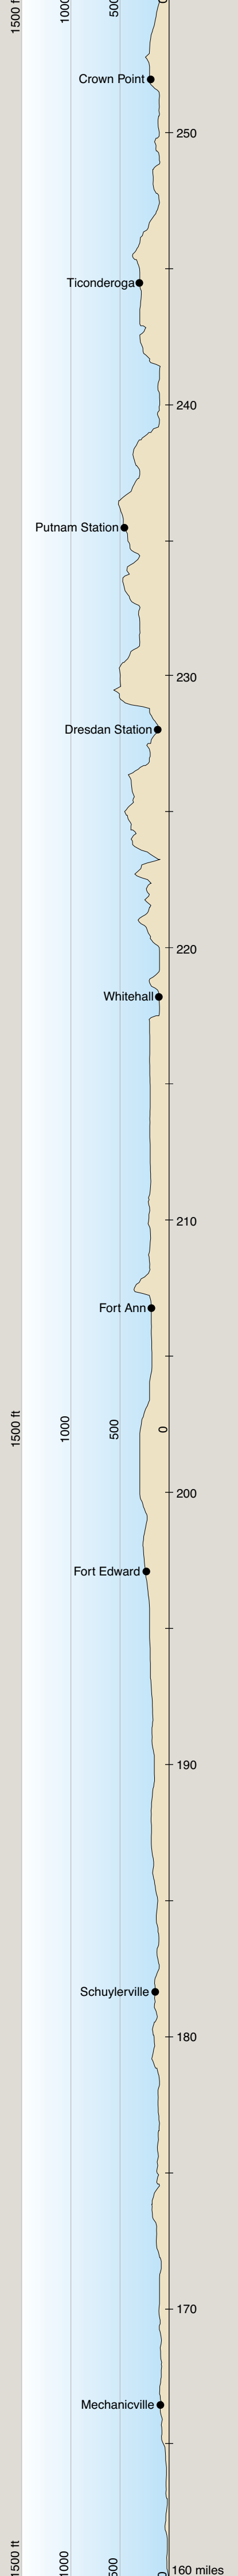 1500 ft
1000
500
0
Crown Point
250
Ticonderoga
240
Putnam Station
230
Dresdan Station
220
Whitehall
210
Fort Ann
1500 ft
1000
500
0
200
Fort Edward
190
Schuylerville
180
170
Mechanicville
1500 ft
1000
500
0
160 miles